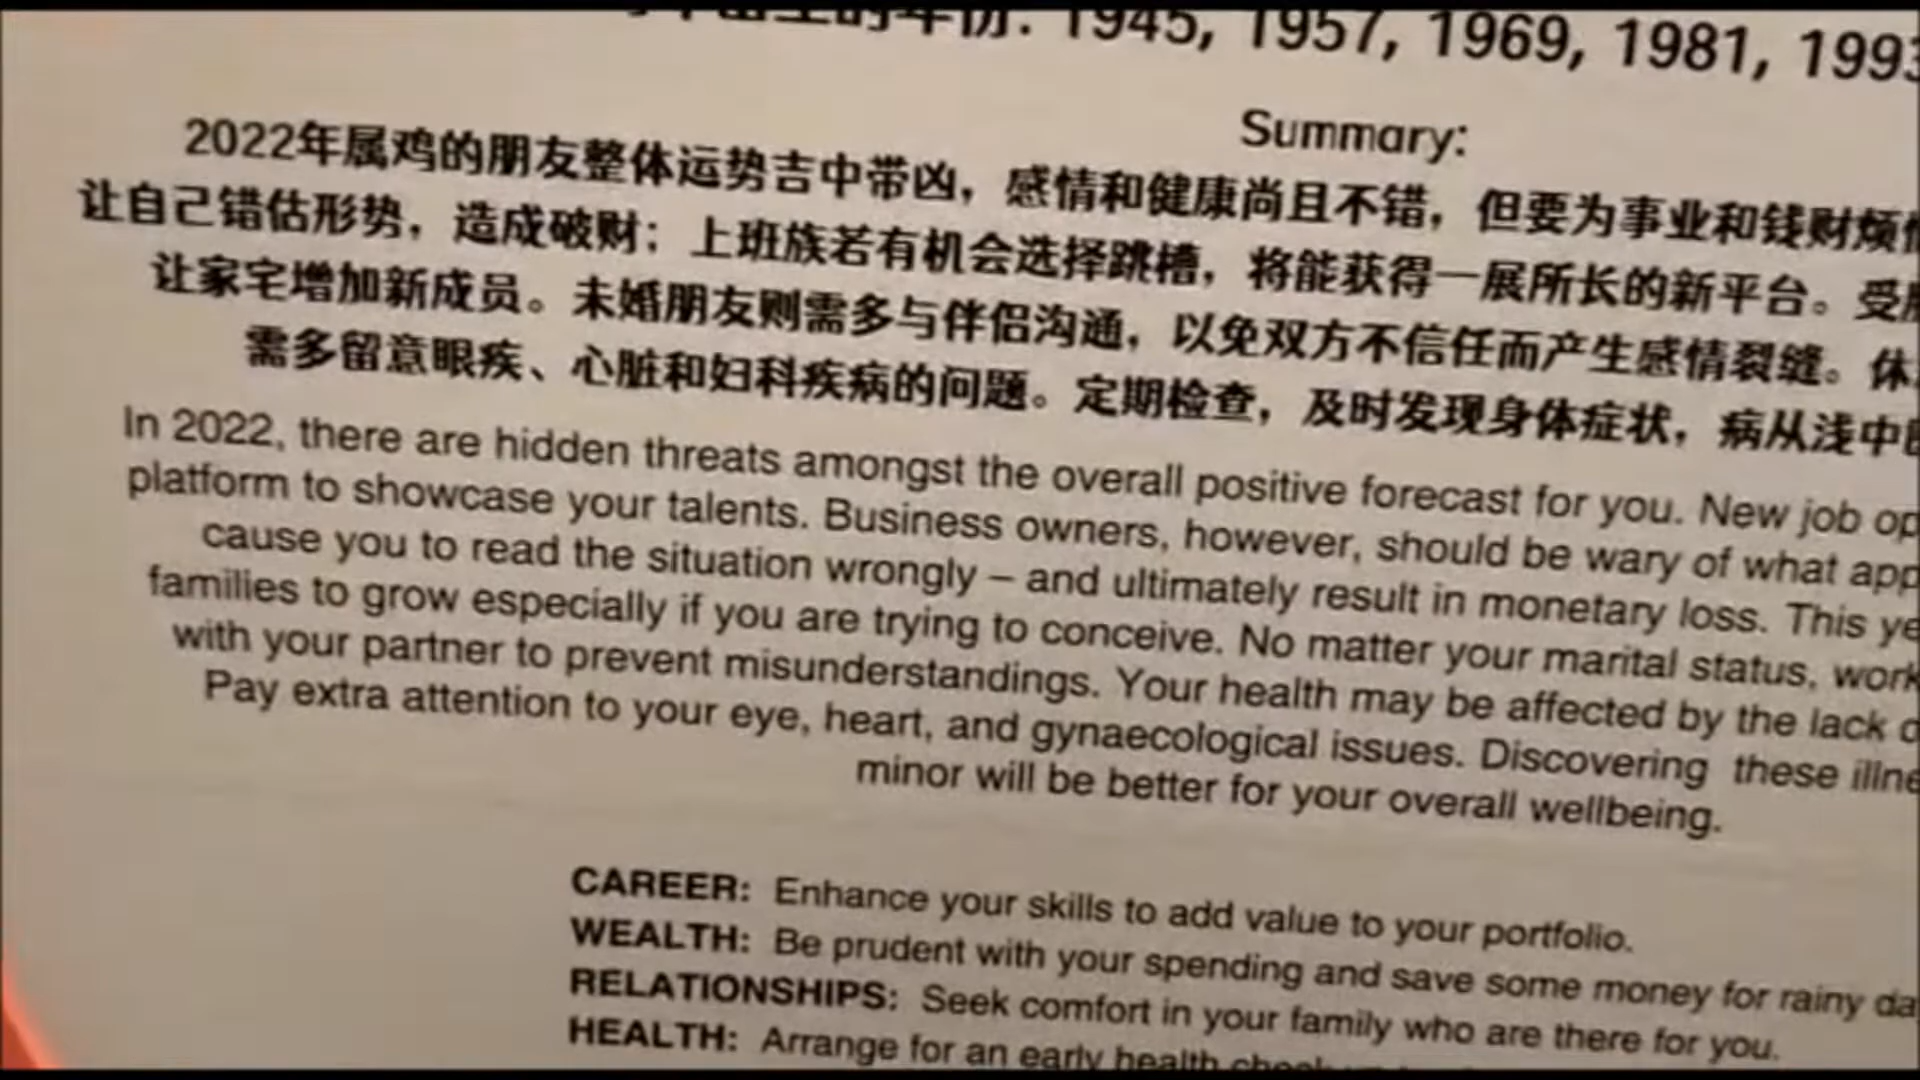 年份: 1945, 1957, 1969, 1981, 1993
Summary:
2022年属鸡的朋友整体运势吉中带凶，感情和健康尚且不错，但要为事业和钱财烦
让自己错估形势，造成破财；上班族若有机会选择跳槽，将能获得一展所长的新平台。受
让家宅增加新成员。未婚朋友则需多与伴侣沟通，以免双方不信任而产生感情裂缝。休
需多留意眼疾、心脏和妇科疾病的问题。定期检查，及时发现身体症状，病从浅中
In 2022, there are hidden threats amongst the overall positive forecast for you. New job op
platform to showcase your talents. Business owners, however, should be wary of what app
cause you to read the situation wrongly – and ultimately result in monetary loss. This ye
families to grow especially if you are trying to conceive. No matter your marital status, work
with your partner to prevent misunderstandings. Your health may be affected by the lack o
Pay extra attention to your eye, heart, and gynaecological issues. Discovering these illne
minor will be better for your overall wellbeing.
CAREER: Enhance your skills to add value to your portfolio.
WEALTH: Be prudent with your spending and save some money for rainy da
RELATIONSHIPS: Seek comfort in your family who are there for you.
HEALTH: Arrange for an early health